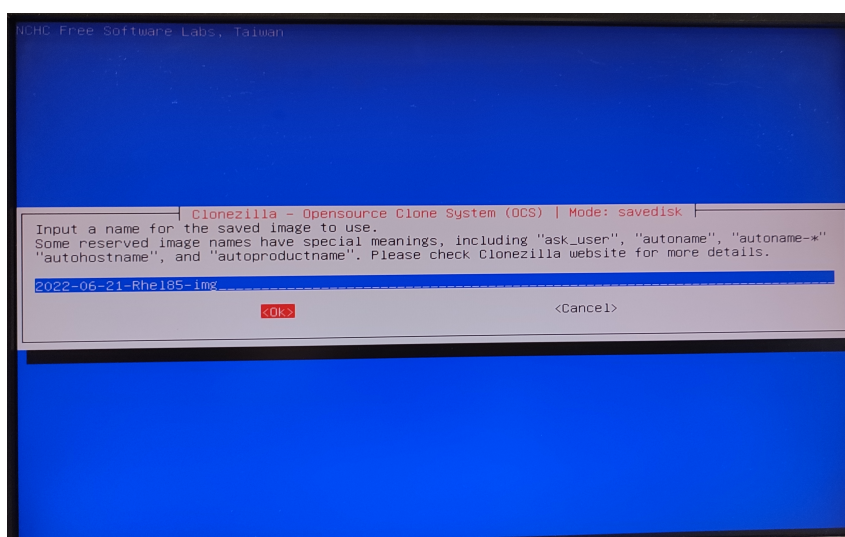 NCHC Free Software Labs, Taiwan
Clonezilla - Opensource Clone System (OCS) | Mode: savedisk
Input a name for the saved image to use.
Some reserved image names have special meanings, including "ask_user", "autoname", "autoname-*"
"autohostname", and "autoproductname". Please check Clonezilla website for more details.
2022-06-21-Rhel85-img
<Ok> <Cancel>